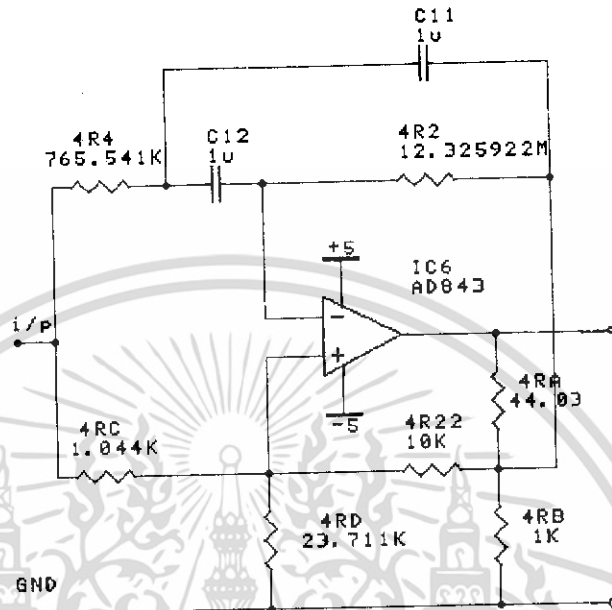 C11
1u
4R4
765.541K
C12
1u
4R2
12.325922M
+5
IC6
AD843
i/p
-
+
-5
4RA
44.03
4RC
1.044K
4R22
10K
4RD
23.711K
4RB
1K
GND